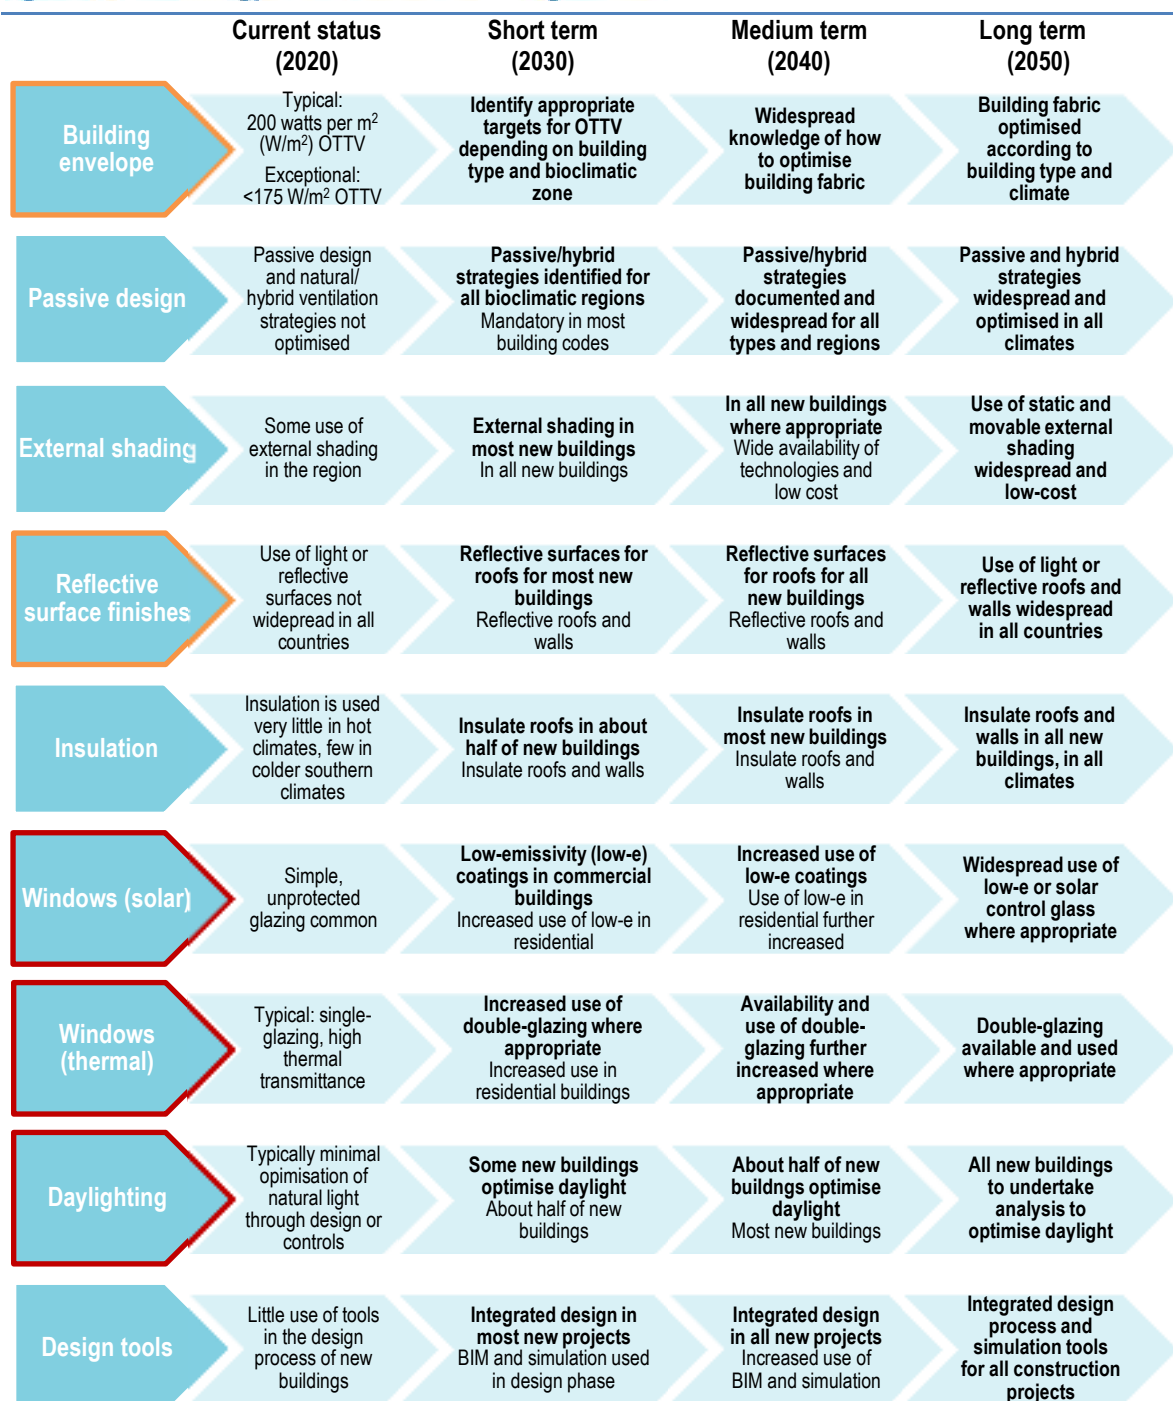 Current status
(2020)
Short term
(2030)
Medium term
(2040)
Long term
(2050)
Building
envelope
Typical:
200 watts per m2
(W/m2) OTTV
Exceptional:
<175 W/m2 OTTV
Identify appropriate
targets for OTTV
depending on building
type and bioclimatic
zone
Widespread
knowledge of how
to optimise
building fabric
Building fabric
optimised
according to
building type and
climate
Passive design
Passive design
and natural/
hybrid ventilation
strategies not
optimised
Passive/hybrid
strategies identified for
all bioclimatic regions
Mandatory in most
building codes
Passive/hybrid
strategies
documented and
widespread for all
types and regions
Passive and hybrid
strategies
widespread and
optimised in all
climates
External shading
Some use of
external shading
in the region
External shading in
most new buildings
In all new buildings
In all new buildings
where appropriate
Wide availability of
technologies and
low cost
Use of static and
movable external
shading
widespread and
low-cost
Reflective
surface finishes
Use of light or
reflective
surfaces not
widepread in all
countries
Reflective surfaces for
roofs for most new
buildings
Reflective roofs and
walls
Reflective surfaces
for roofs for all
new buildings
Reflective roofs and
walls
Use of light or
reflective roofs and
walls widespread
in all countries
Insulation
Insulation is used
very little in hot
climates, few in
colder southern
climates
Insulate roofs in about
half of new buildings
Insulate roofs and walls
Insulate roofs in
most new buildings
Insulate roofs and
walls
Insulate roofs and
walls in all new
buildings, in all
climates
Windows (solar)
Simple,
unprotected
glazing common
Low-emissivity (low-e)
coatings in commercial
buildings
Increased use of low-e in
residential
Increased use of
low-e coatings
Use of low-e in
residential further
increased
Widespread use of
low-e or solar
control glass
where appropriate
Windows
(thermal)
Typical: single-
glazing, high
thermal
transmittance
Increased use of
double-glazing where
appropriate
Increased use in
residential buildings
Availability and
use of double-
glazing further
increased where
appropriate
Double-glazing
available and used
where appropriate
Daylighting
Typically minimal
opimisation of
natural light
through design or
controls
Some new buildings
optimise daylight
About half of new
buildings
About half of new
buildngs optimise
daylight
Most new buildings
All new buildings
to undertake
analysis to
optimise daylight
Design tools
Little use of tools
in the design
process of new
buildings
Integrated design in
most new projects
BIM and simulation used
in design phase
Integrated design
in all new projects
Increased use of
BIM and simulation
Integrated design
process and
simulation tools
for all construction
projects